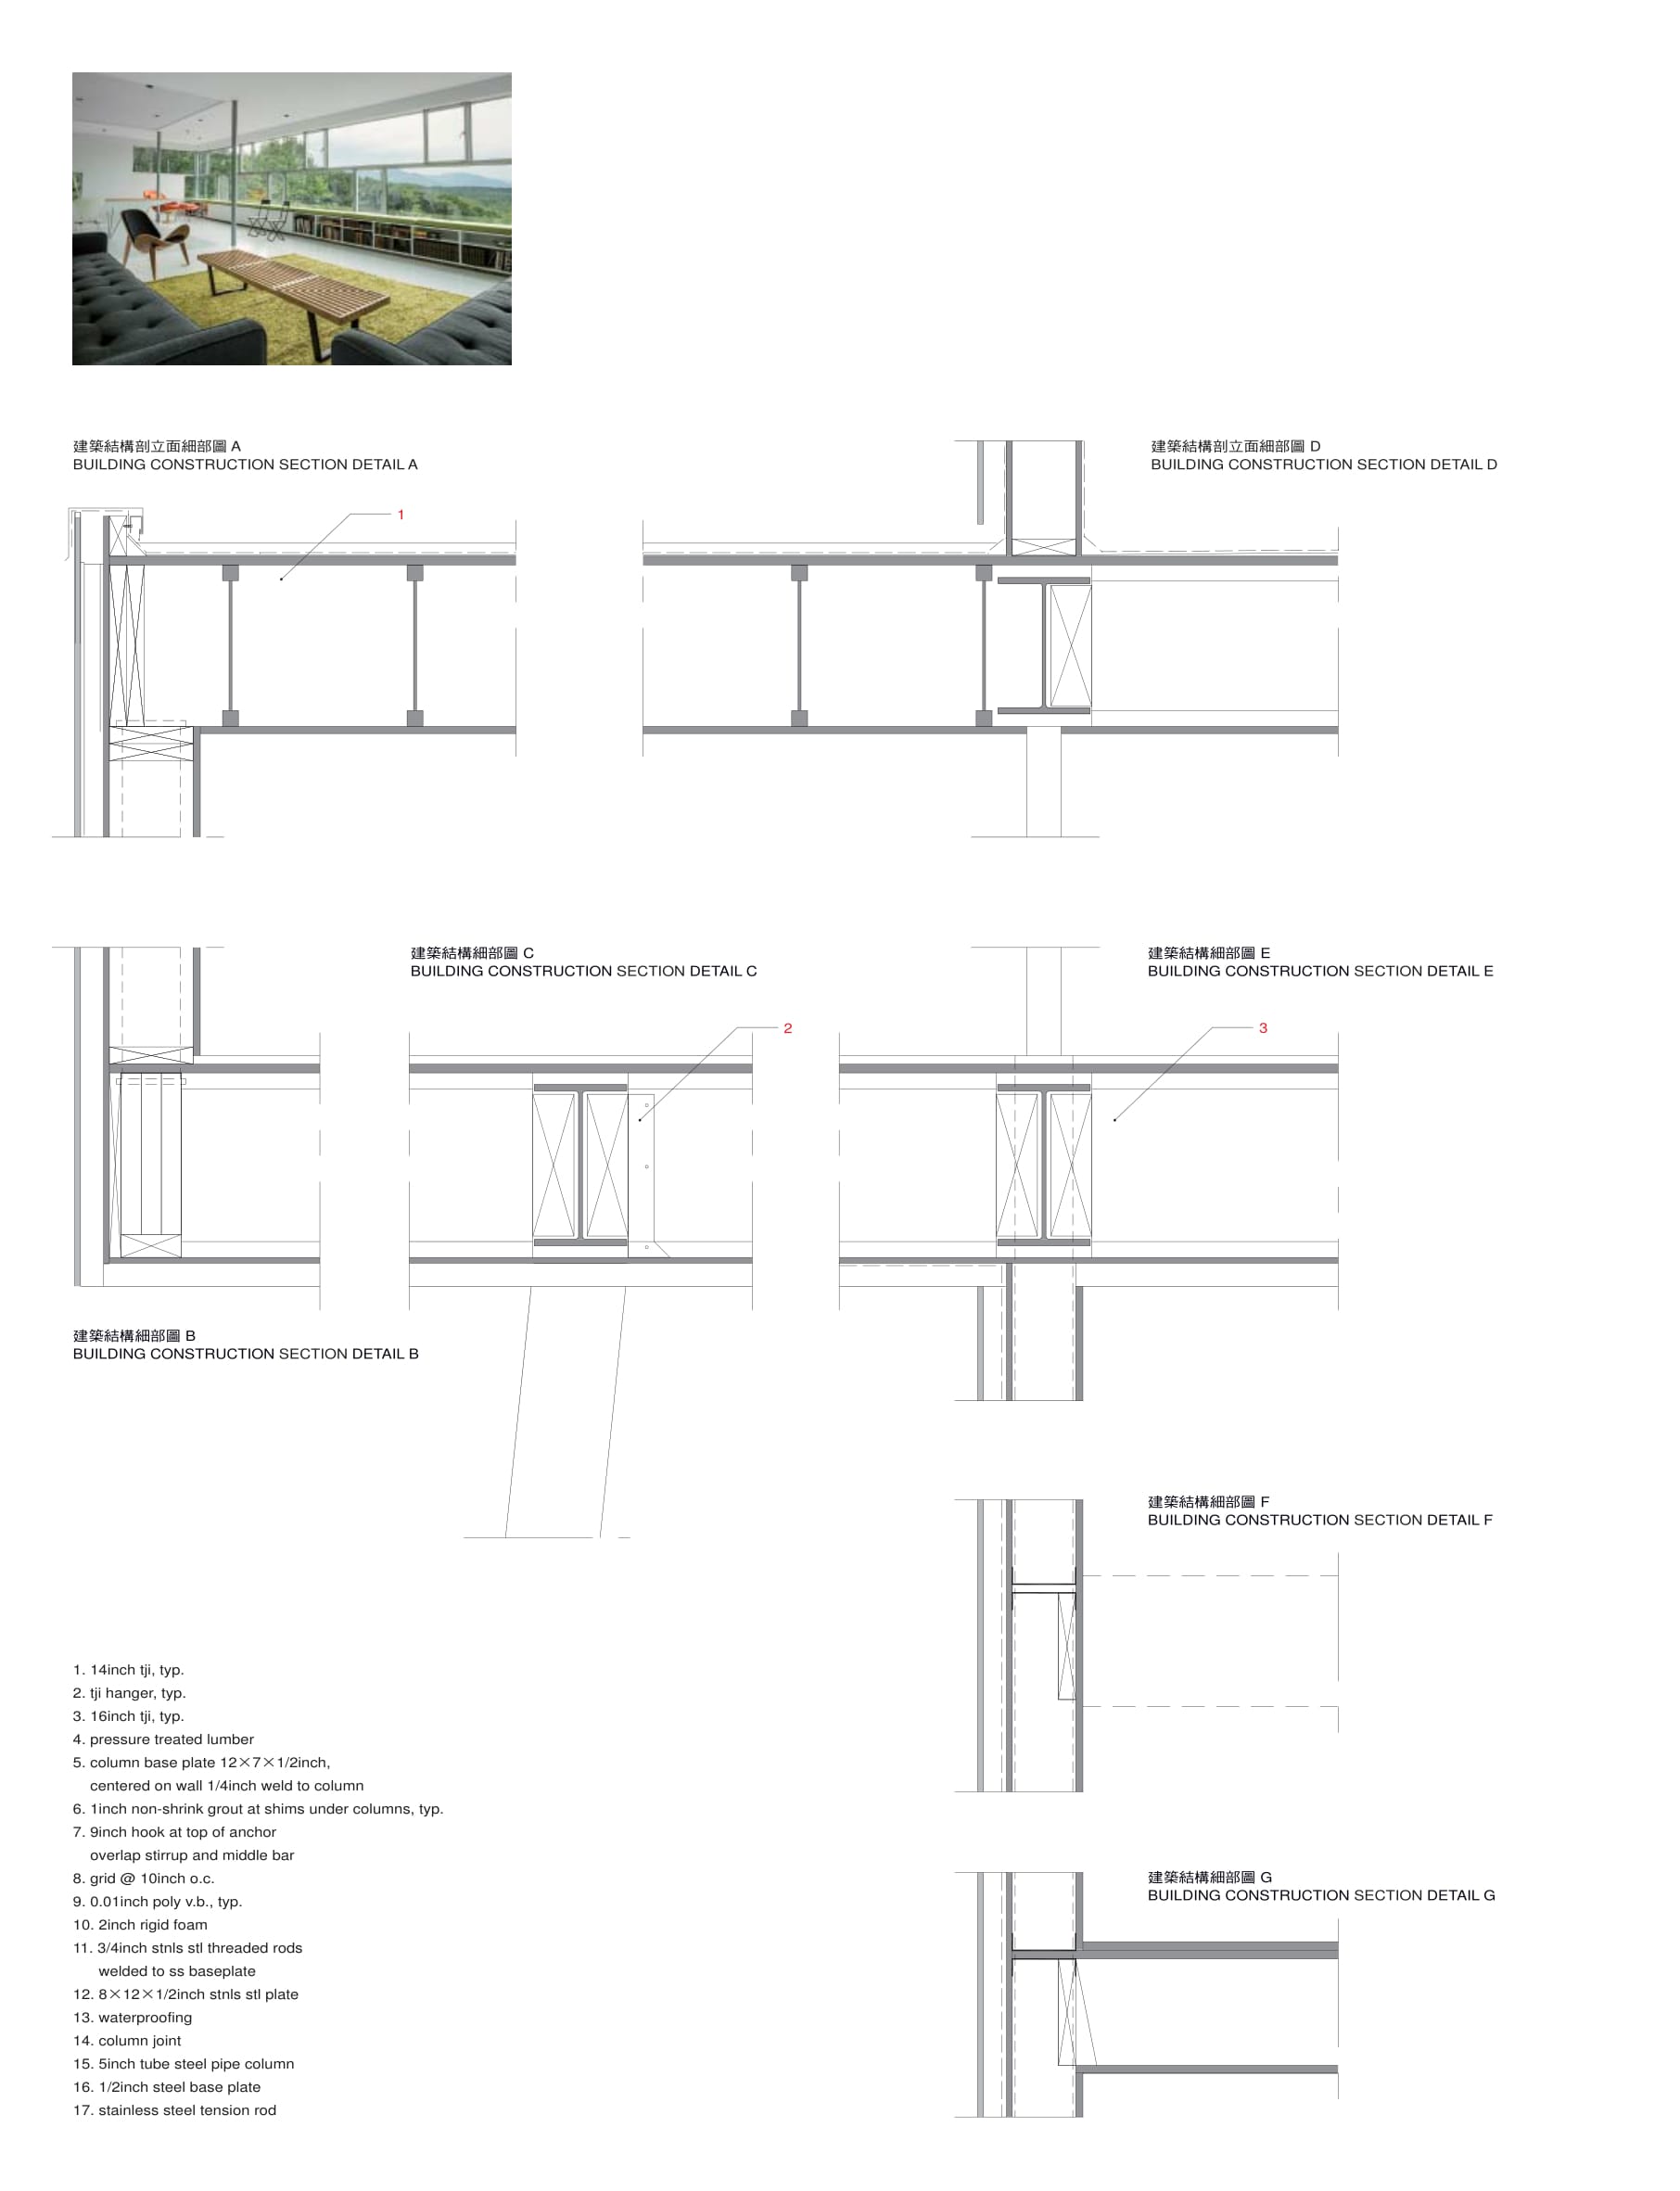 建築結構剖立面細部圖 A
BUILDING CONSTRUCTION SECTION DETAIL A
建築結構剖立面細部圖 D
BUILDING CONSTRUCTION SECTION DETAIL D
1
建築結構細部圖 C
BUILDING CONSTRUCTION SECTION DETAIL C
建築結構細部圖 E
BUILDING CONSTRUCTION SECTION DETAIL E
2
3
建築結構細部圖 B
BUILDING CONSTRUCTION SECTION DETAIL B
建築結構細部圖 F
BUILDING CONSTRUCTION SECTION DETAIL F
1. 14inch tji, typ.
2. tji hanger, typ.
3. 16inch tji, typ.
4. pressure treated lumber
5. column base plate 12×7×1/2inch,
centered on wall 1/4inch weld to column
6. 1inch non-shrink grout at shims under columns, typ.
7. 9inch hook at top of anchor
overlap stirrup and middle bar
8. grid @ 10inch o.c.
9. 0.01inch poly v.b., typ.
10. 2inch rigid foam
11. 3/4inch stnls stl threaded rods
welded to ss baseplate
12. 8×12×1/2inch stnls stl plate
13. waterproofing
14. column joint
15. 5inch tube steel pipe column
16. 1/2inch steel base plate
17. stainless steel tension rod
建築結構細部圖 G
BUILDING CONSTRUCTION SECTION DETAIL G